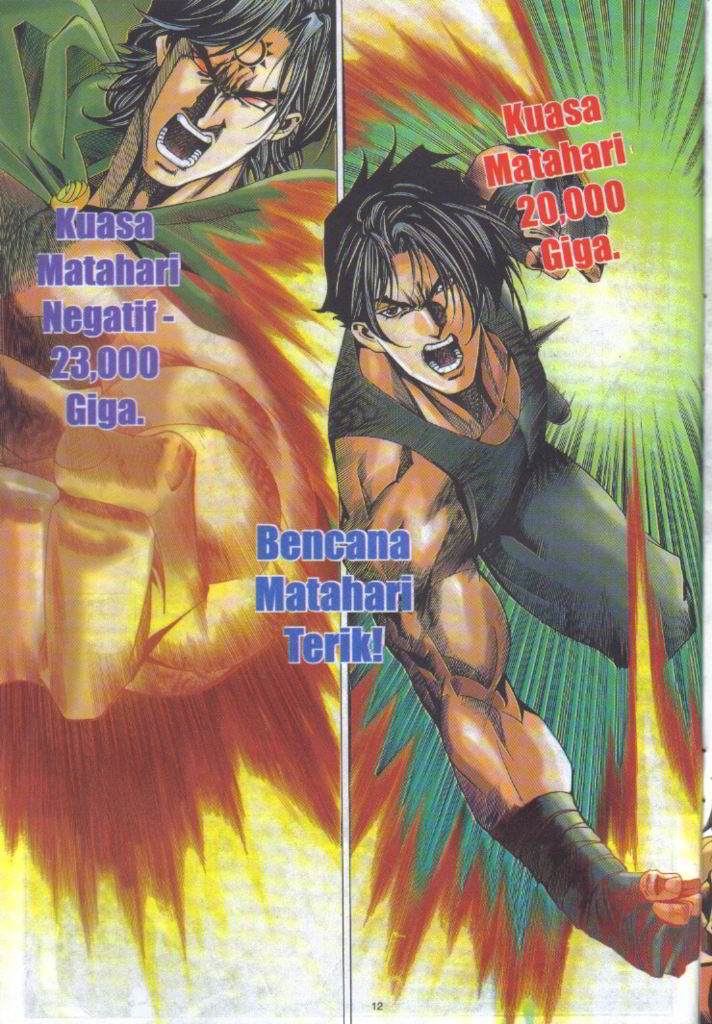 Kuasa
Matahari
Negatif -
23,000
Giga.
Kuasa
Matahari
20,000
Giga.
Bencana
Matahari
Terik!
12